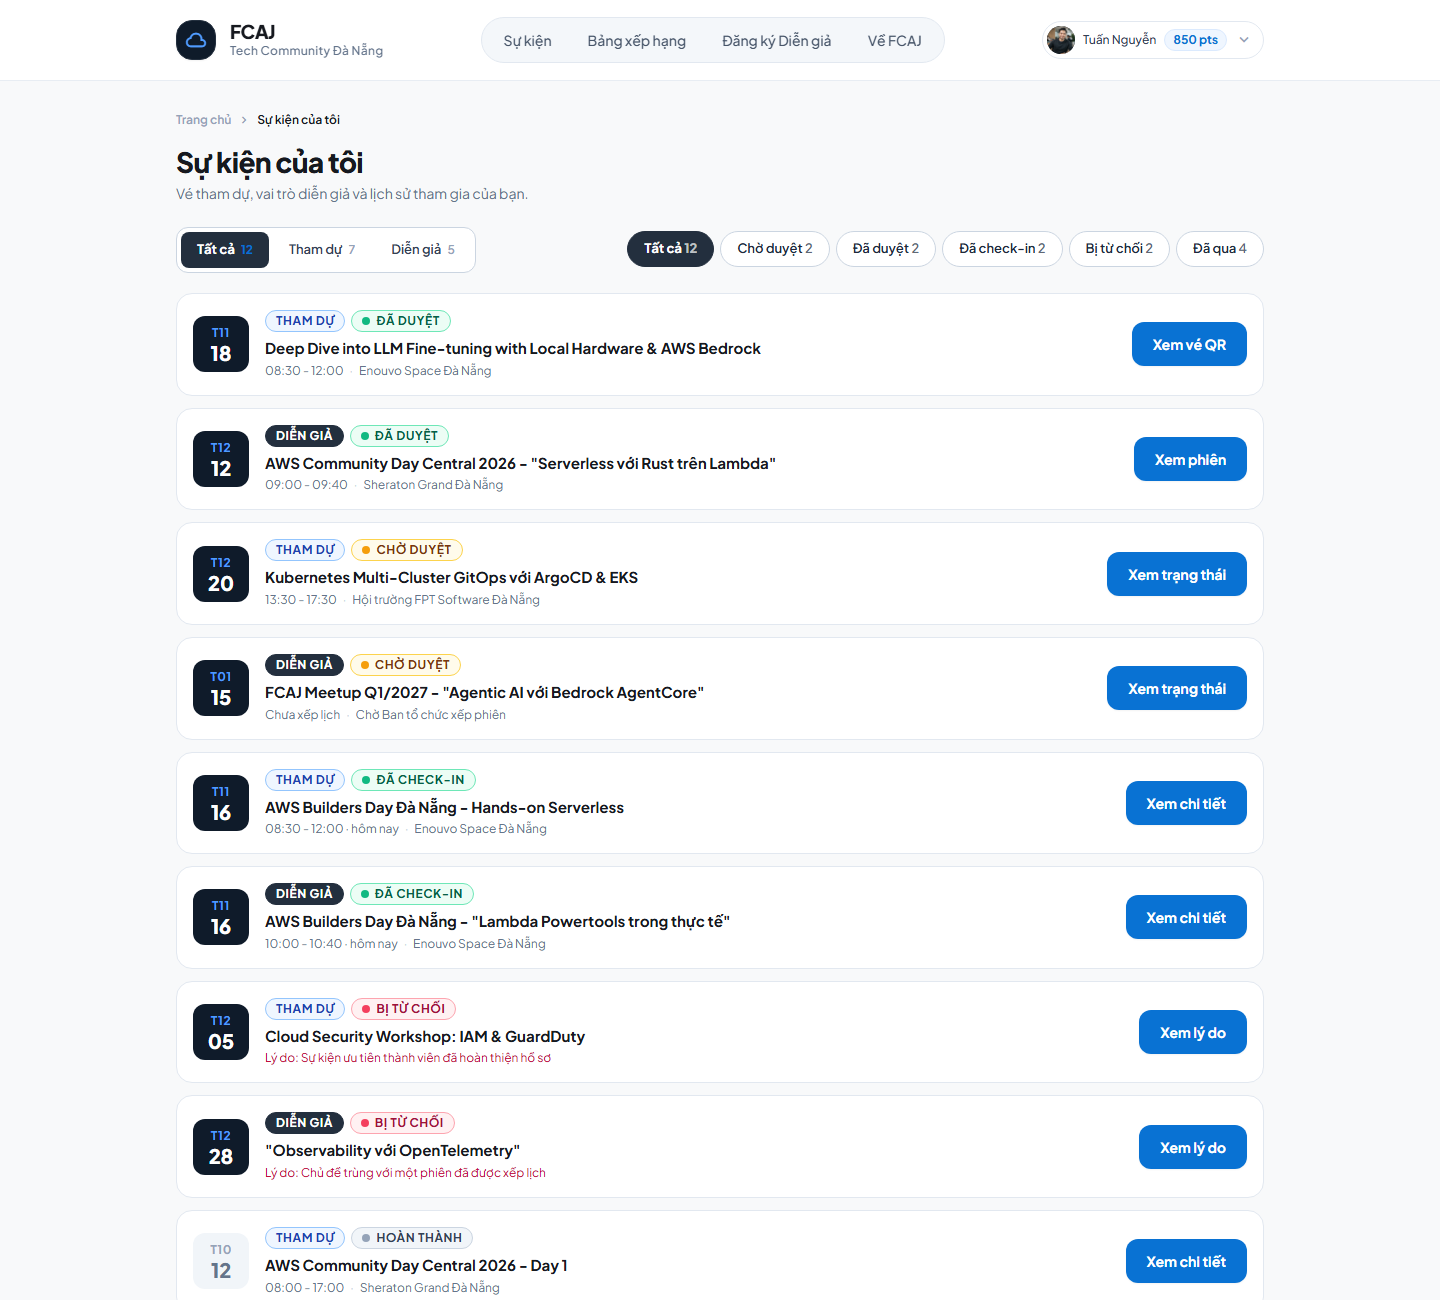 FCAJ
Tech Community Đà Nẵng
Sự kiện
Bảng xếp hạng
Đăng ký Diễn giả
Về FCAJ
Tuấn Nguyễn
850 pts
Trang chủ > Sự kiện của tôi
Sự kiện của tôi
Vé tham dự, vai trò diễn giả và lịch sử tham gia của bạn.
Tất cả 12
Tham dự 7
Diễn giả 5
Tất cả 12
Chờ duyệt 2
Đã duyệt 2
Đã check-in 2
Bị từ chối 2
Đã qua 4
T11
18
THAM DỰ
ĐÃ DUYỆT
Deep Dive into LLM Fine-tuning with Local Hardware & AWS Bedrock
08:30 - 12:00 · Enouvo Space Đà Nẵng
Xem vé QR
T12
12
DIỄN GIẢ
ĐÃ DUYỆT
AWS Community Day Central 2026 - "Serverless với Rust trên Lambda"
09:00 - 09:40 · Sheraton Grand Đà Nẵng
Xem phiên
T12
20
THAM DỰ
CHỜ DUYỆT
Kubernetes Multi-Cluster GitOps với ArgoCD & EKS
13:30 - 17:30 · Hội trường FPT Software Đà Nẵng
Xem trạng thái
T01
15
DIỄN GIẢ
CHỜ DUYỆT
FCAJ Meetup Q1/2027 - "Agentic AI với Bedrock AgentCore"
Chưa xếp lịch · Chờ Ban tổ chức xếp phiên
Xem trạng thái
T11
16
THAM DỰ
ĐÃ CHECK-IN
AWS Builders Day Đà Nẵng - Hands-on Serverless
08:30 - 12:00 · hôm nay · Enouvo Space Đà Nẵng
Xem chi tiết
T11
16
DIỄN GIẢ
ĐÃ CHECK-IN
AWS Builders Day Đà Nẵng - "Lambda Powertools trong thực tế"
10:00 - 10:40 · hôm nay · Enouvo Space Đà Nẵng
Xem chi tiết
T12
05
THAM DỰ
BỊ TỪ CHỐI
Cloud Security Workshop: IAM & GuardDuty
Lý do: Sự kiện ưu tiên thành viên đã hoàn thiện hồ sơ
Xem lý do
T12
28
DIỄN GIẢ
BỊ TỪ CHỐI
"Observability với OpenTelemetry"
Lý do: Chủ đề trùng với một phiên đã được xếp lịch
Xem lý do
T10
12
THAM DỰ
HOÀN THÀNH
AWS Community Day Central 2026 - Day 1
08:00 - 17:00 · Sheraton Grand Đà Nẵng
Xem chi tiết